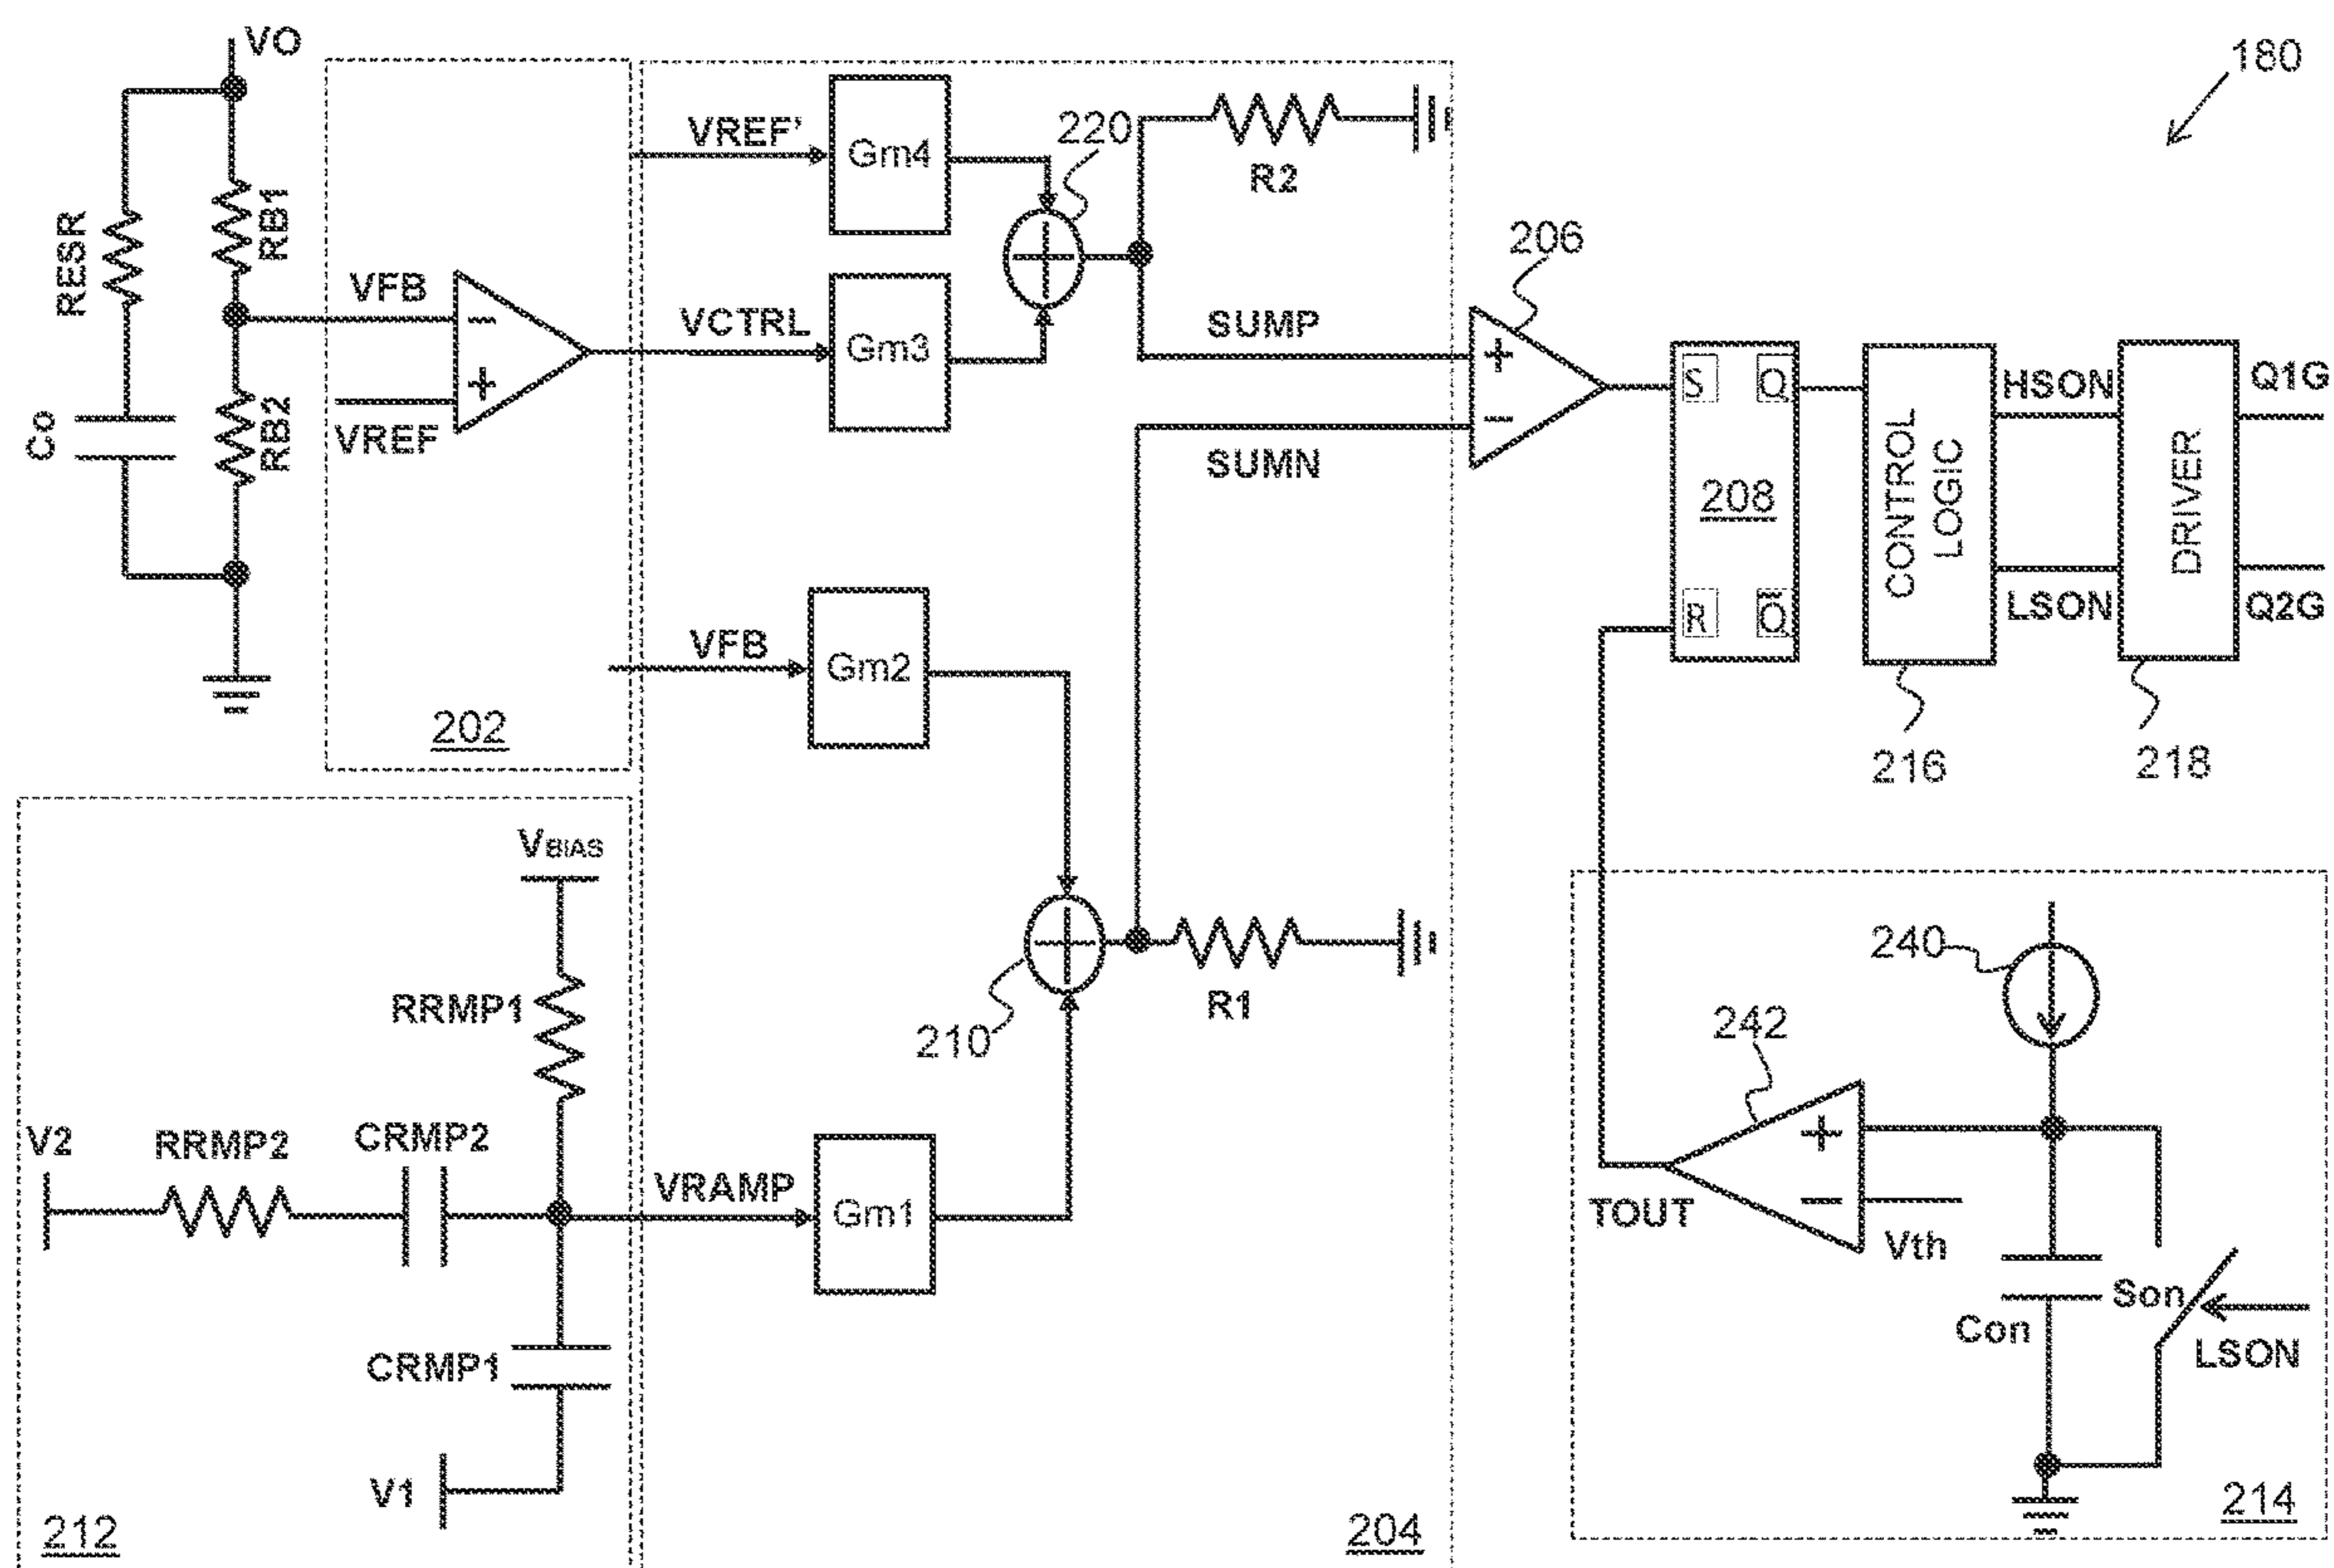 VO
180
VREF'
Gm4
220
R2
RESR
RB1
206
VFB
−
VCTRL
Gm3
SUMP
+
+
S
Q
HSON
Q1G
Co
RB2
VREF
−
SUMN
208
CONTROL LOGIC
DRIVER
R
Q̅
LSON
Q2G
VFB
Gm2
202
216
218
VBIAS
240
RRMP1
R1
210
242
V2
RRMP2
CRMP2
+
VRAMP
Gm1
TOUT
−
Vth
Son
Con
LSON
CRMP1
V1
212
204
214